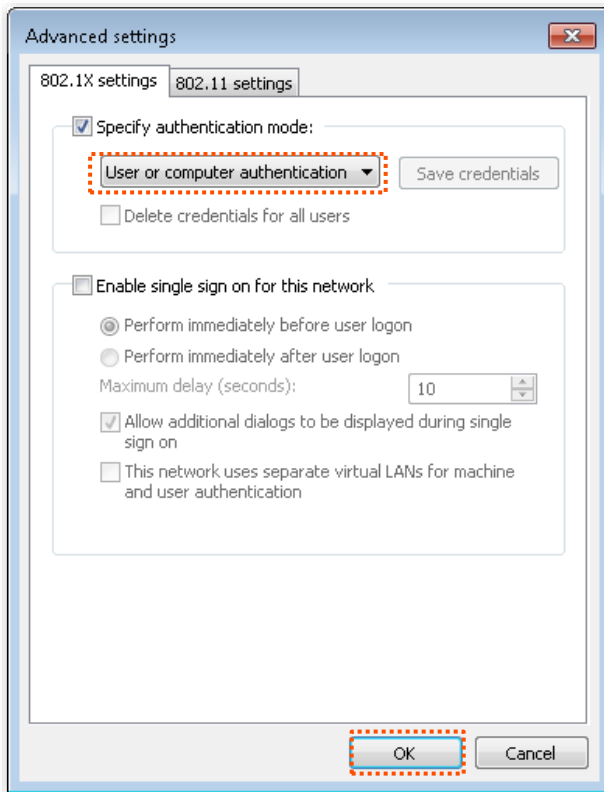 Advanced settings
802.1X settings
802.11 settings
Specify authentication mode:
User or computer authentication
Save credentials
Delete credentials for all users
Enable single sign on for this network
Perform immediately before user logon
Perform immediately after user logon
Maximum delay (seconds):
10
Allow additional dialogs to be displayed during single
sign on
This network uses separate virtual LANs for machine
and user authentication
OK
Cancel